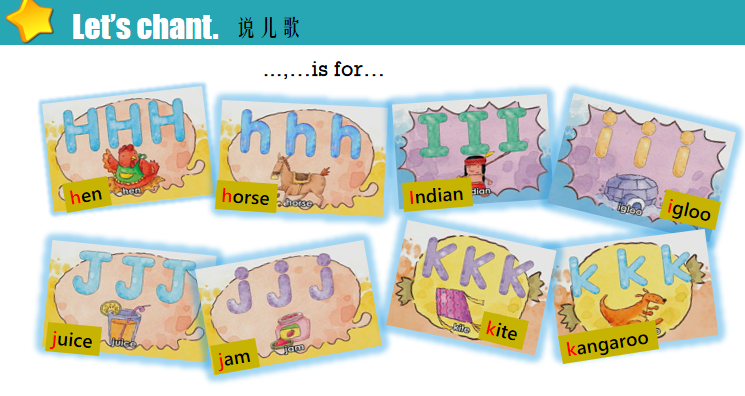 Let's chant. 说儿歌
...,...is for...
HHH
hen
hen
hhh
horse
horse
III
Indian
dian
iii
igloo
igloo
JJJ
juice
juice
jjj
jam
jam
KKK
kite
kite
kkk
kangaroo
o